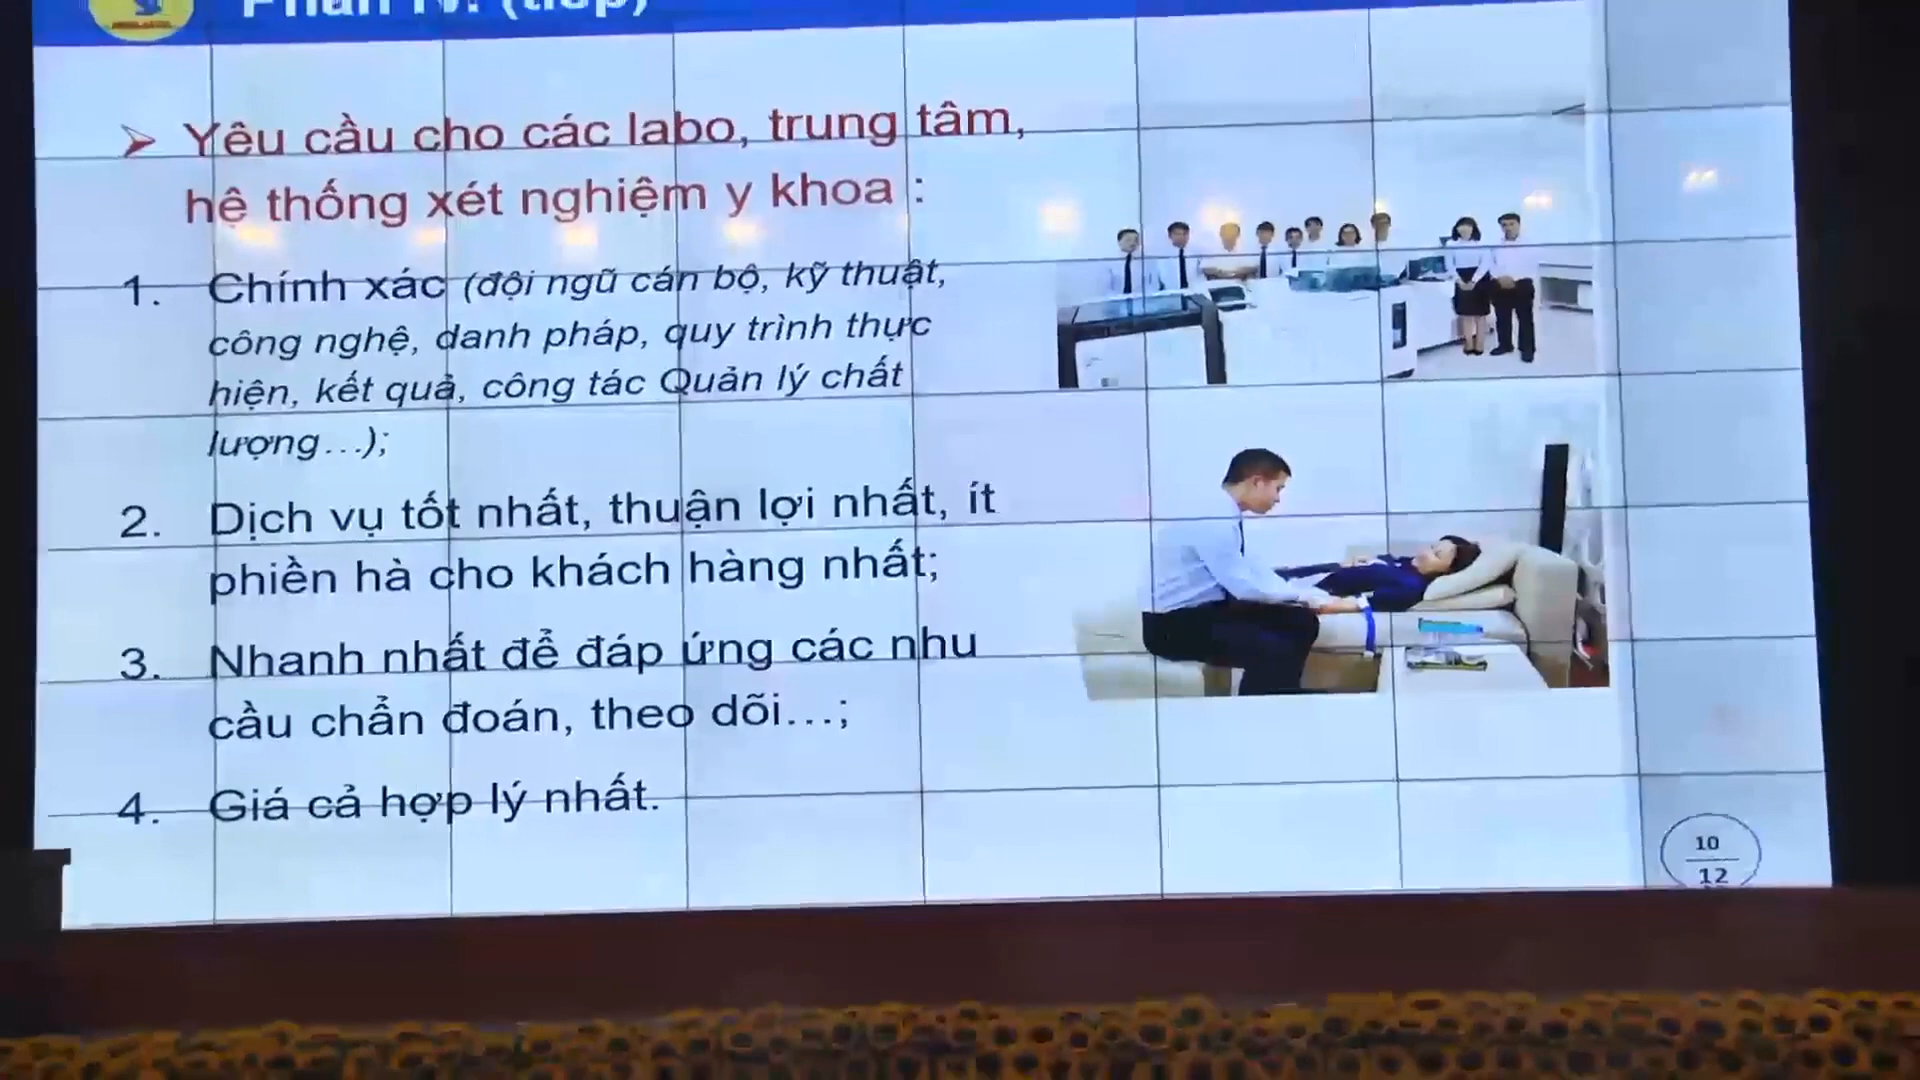 Phần IV: (tiếp)
➢ Yêu cầu cho các labo, trung tâm,
hệ thống xét nghiệm y khoa :
1. Chính xác (đội ngũ cán bộ, kỹ thuật,
công nghệ, danh pháp, quy trình thực
hiện, kết quả, công tác Quản lý chất
lượng...);
2. Dịch vụ tốt nhất, thuận lợi nhất, ít
phiền hà cho khách hàng nhất;
3. Nhanh nhất để đáp ứng các nhu
cầu chẩn đoán, theo dõi...;
4. Giá cả hợp lý nhất.
10
12